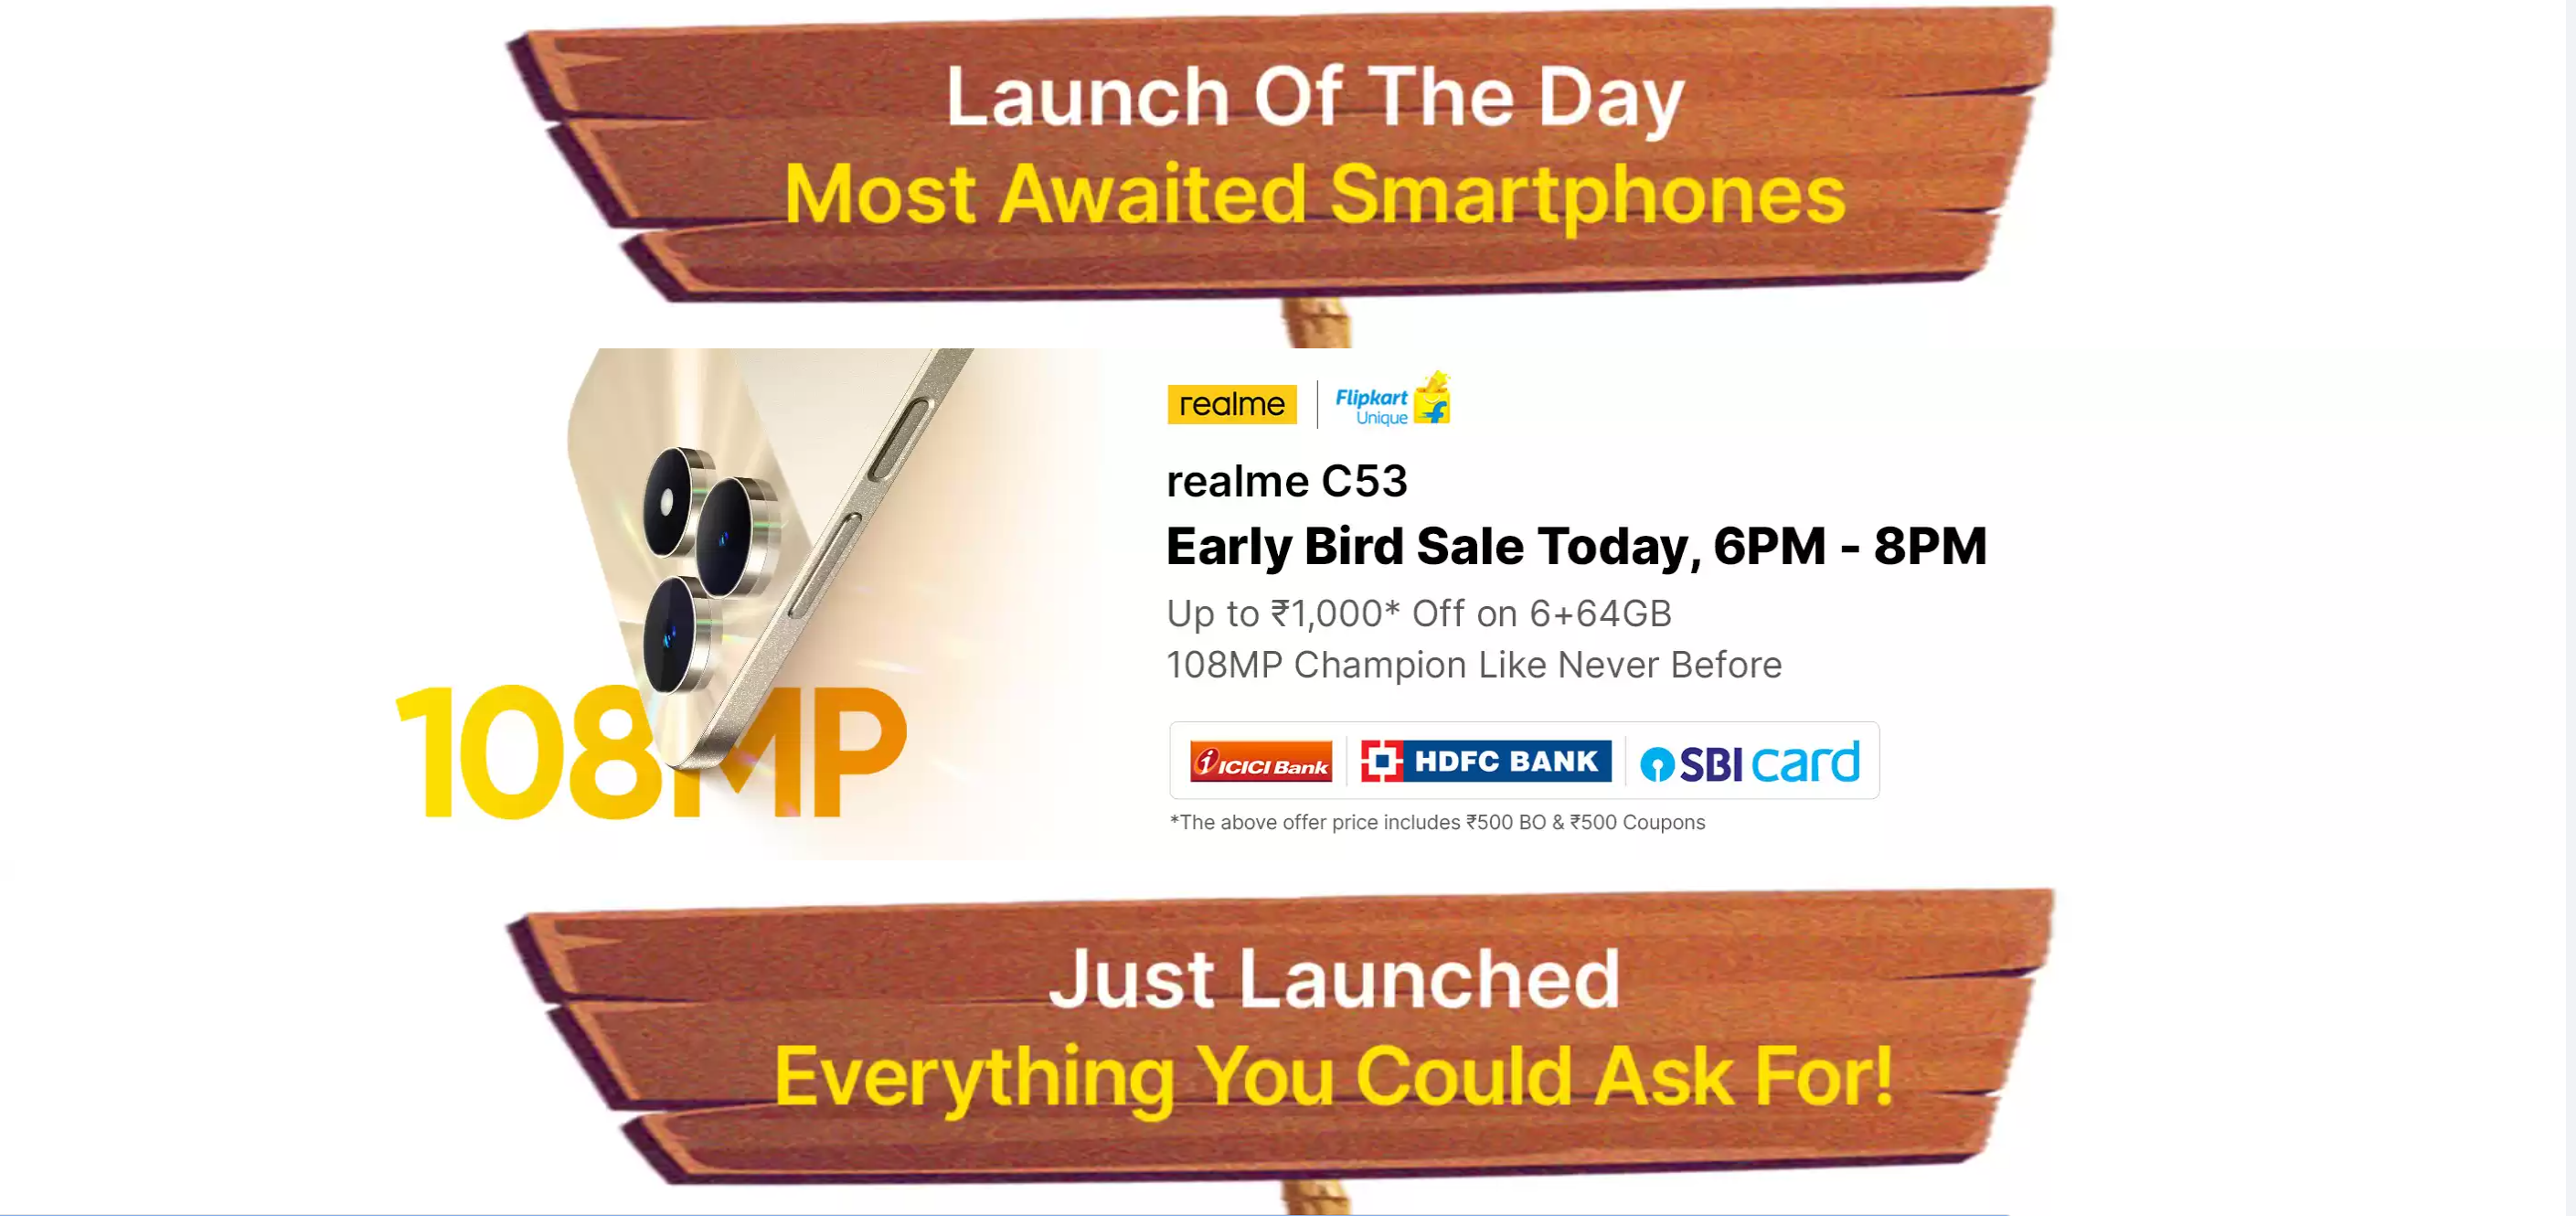 Launch Of The Day
Most Awaited Smartphones
realme
Flipkart
Unique
realme C53
Early Bird Sale Today, 6PM - 8PM
Up to ₹1,000* Off on 6+64GB
108MP Champion Like Never Before
108MP
i ICICI Bank
HDFC BANK
SBI card
*The above offer price includes ₹500 BO & ₹500 Coupons
Just Launched
Everything You Could Ask For!